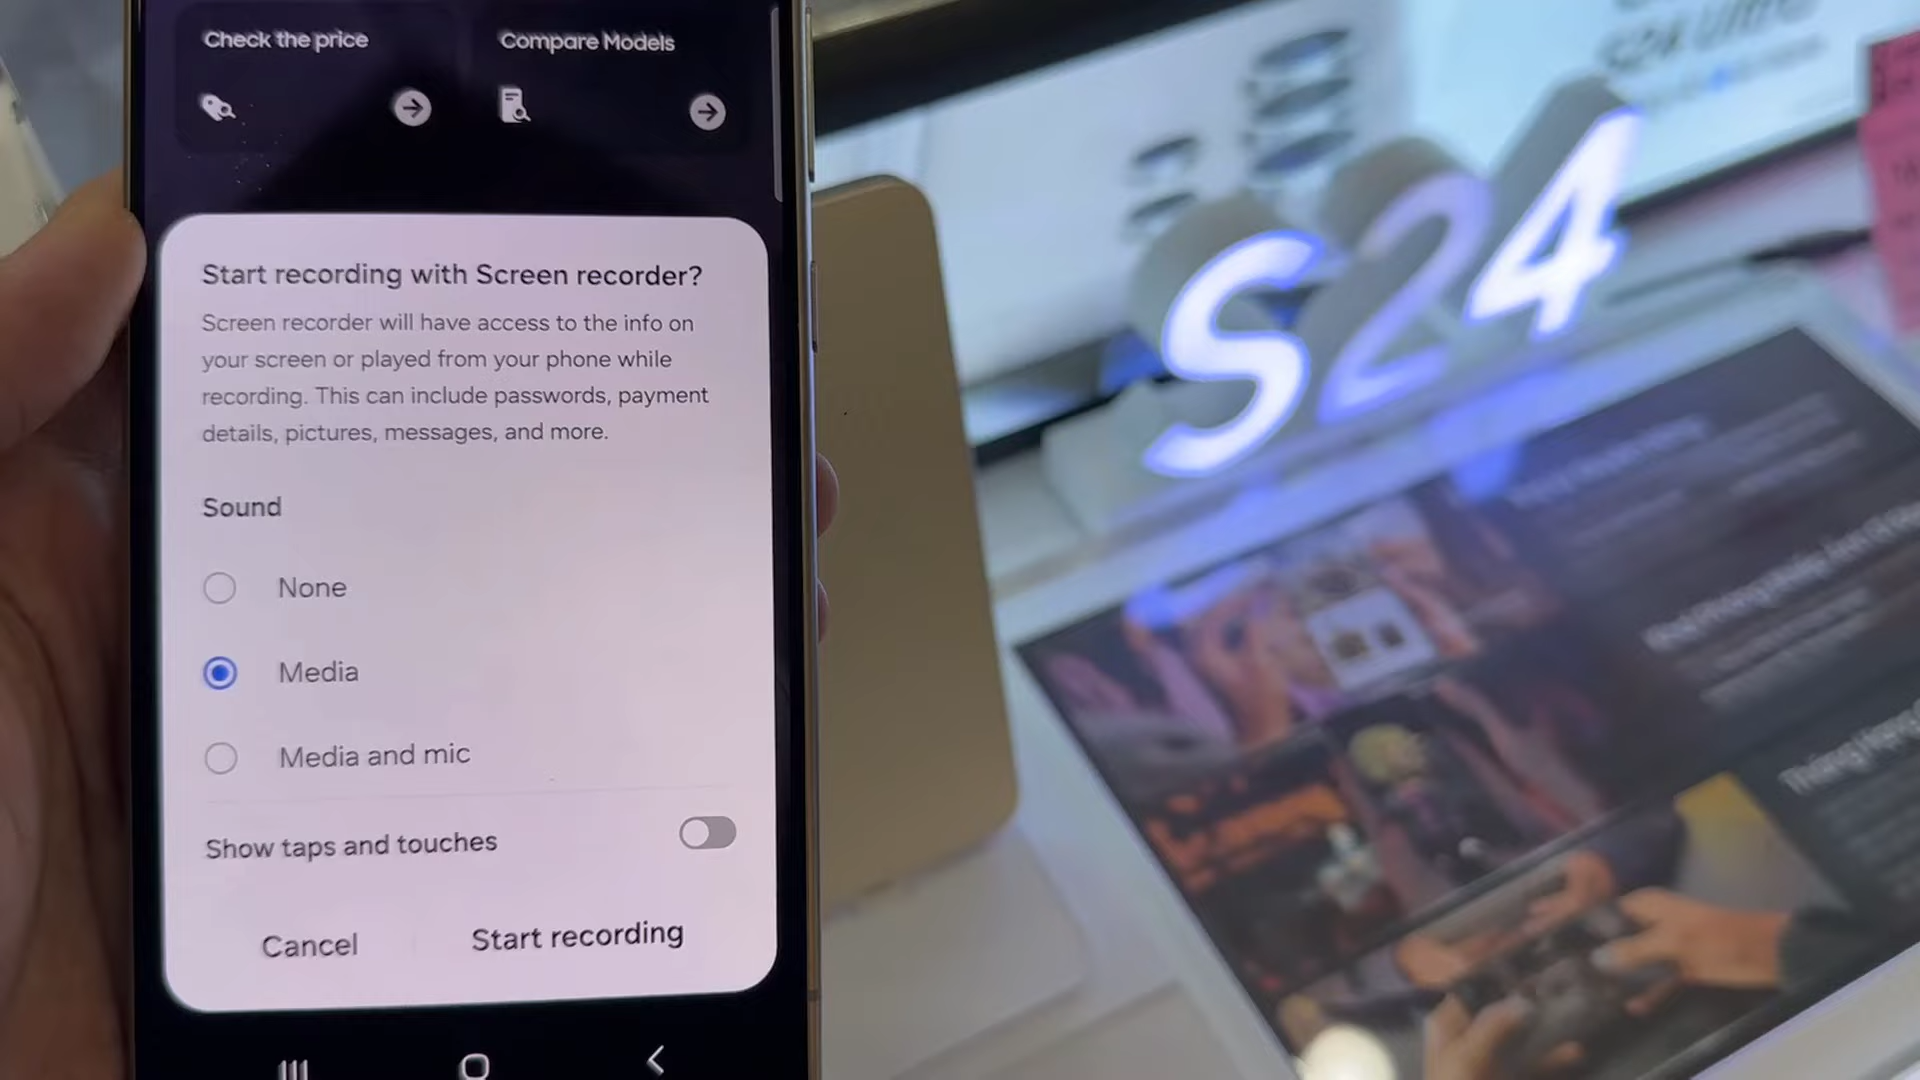 Check the price
Compare Models
Start recording with Screen recorder?
Screen recorder will have access to the info on
your screen or played from your phone while
recording. This can include passwords, payment
details, pictures, messages, and more.
Sound
None
Media
Media and mic
Show taps and touches
Cancel
Start recording
S24 Ultra
S24